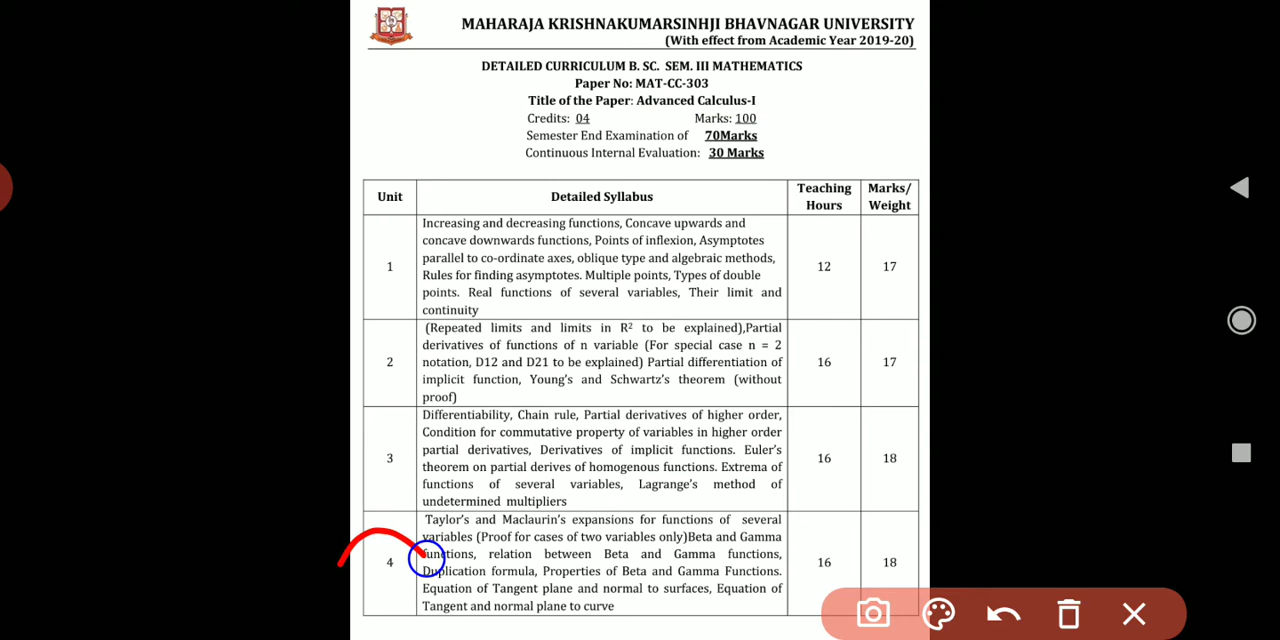 MAHARAJA KRISHNAKUMARSINHJI BHAVNAGAR UNIVERSITY
(With effect from Academic Year 2019-20)
DETAILED CURRICULUM B. SC. SEM. III MATHEMATICS
Paper No: MAT-CC-303
Title of the Paper: Advanced Calculus-I
Credits: 04 Marks: 100
Semester End Examination of 70Marks
Continuous Internal Evaluation: 30 Marks
Unit Detailed Syllabus Teaching Hours Marks/ Weight
1
Increasing and decreasing functions, Concave upwards and
concave downwards functions, Points of inflexion, Asymptotes
parallel to co-ordinate axes, oblique type and algebraic methods,
Rules for finding asymptotes. Multiple points, Types of double
points. Real functions of several variables, Their limit and
continuity
12 17
2
(Repeated limits and limits in R² to be explained),Partial
derivatives of functions of n variable (For special case n = 2
notation, D12 and D21 to be explained) Partial differentiation of
implicit function, Young's and Schwartz's theorem (without
proof)
16 17
3
Differentiability, Chain rule, Partial derivatives of higher order,
Condition for commutative property of variables in higher order
partial derivatives, Derivatives of implicit functions. Euler's
theorem on partial derives of homogenous functions. Extrema of
functions of several variables, Lagrange's method of
undetermined multipliers
16 18
4
Taylor's and Maclaurin's expansions for functions of several
variables (Proof for cases of two variables only)Beta and Gamma
functions, relation between Beta and Gamma functions,
Duplication formula, Properties of Beta and Gamma Functions.
Equation of Tangent plane and normal to surfaces, Equation of
Tangent and normal plane to curve
16 18